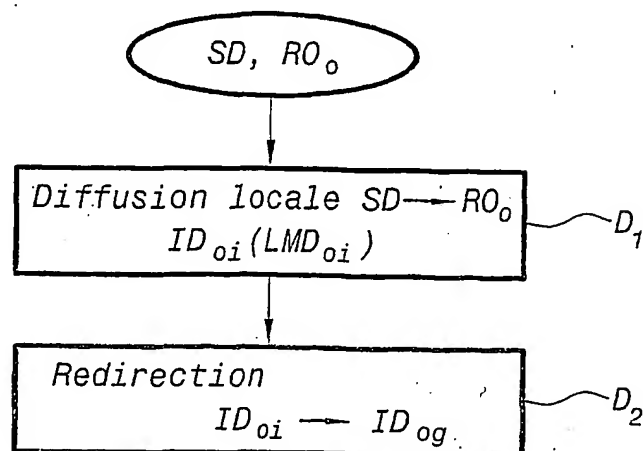 SD, RO₀
Diffusion locale SD → RO₀
ID₀ᵢ(LMD₀ᵢ)
D₁
Redirection
ID₀ᵢ → ID₀g
D₂